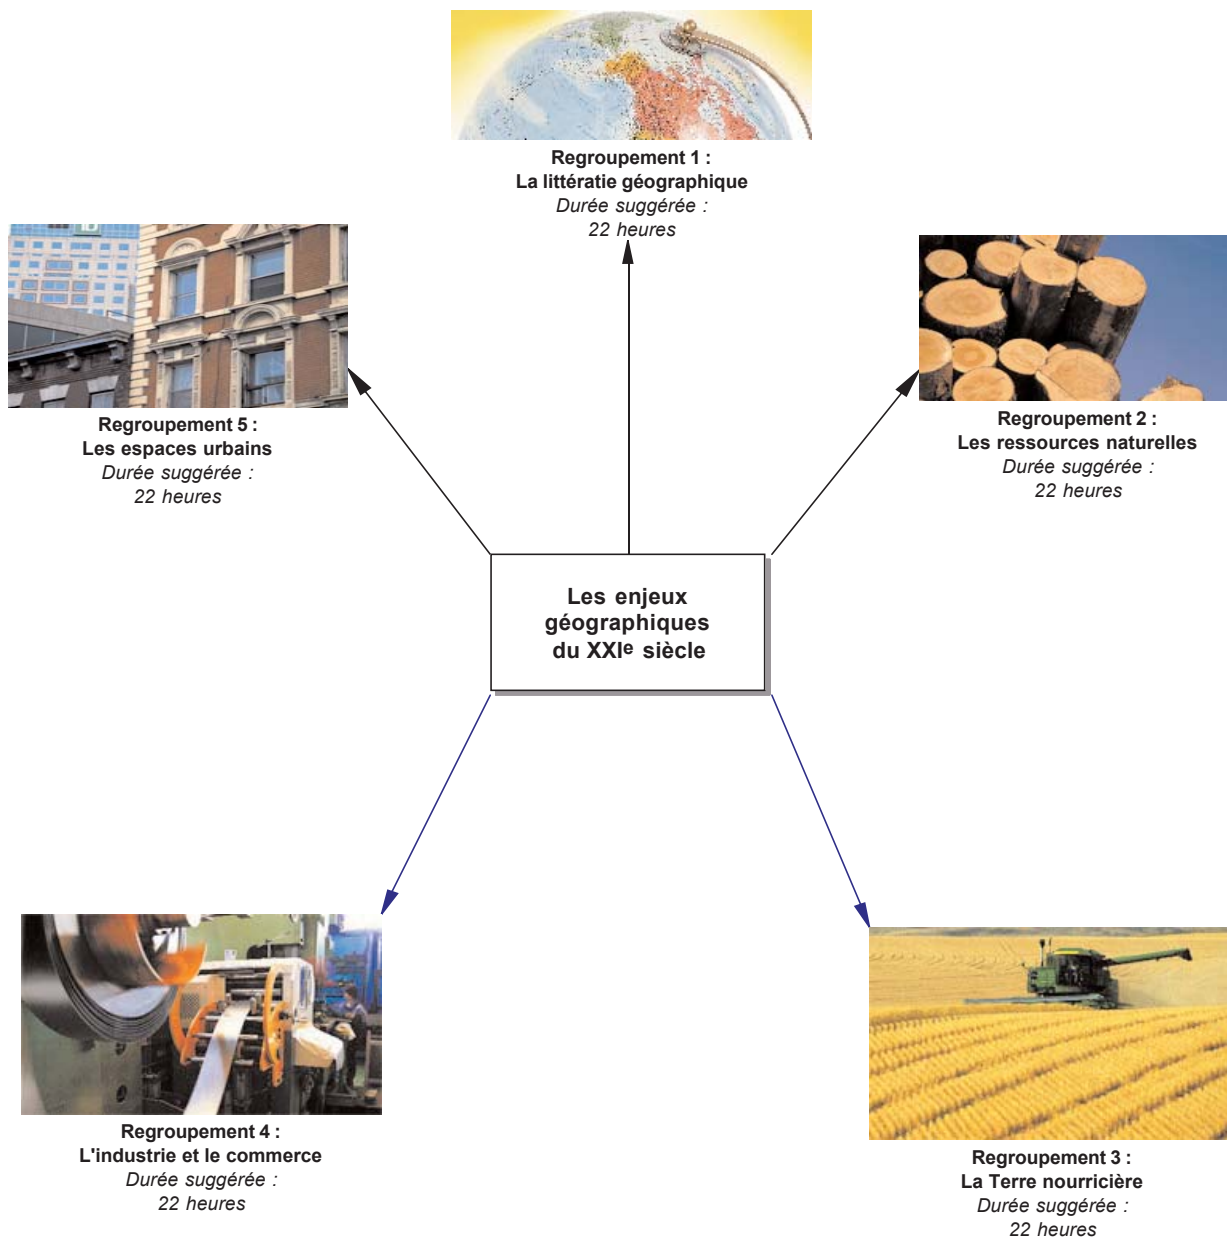 Regroupement 1 :
La littératie géographique
Durée suggérée :
22 heures
Regroupement 5 :
Les espaces urbains
Durée suggérée :
22 heures
Regroupement 2 :
Les ressources naturelles
Durée suggérée :
22 heures
Les enjeux
géographiques
du XXIe siècle
Regroupement 4 :
L'industrie et le commerce
Durée suggérée :
22 heures
Regroupement 3 :
La Terre nourricière
Durée suggérée :
22 heures